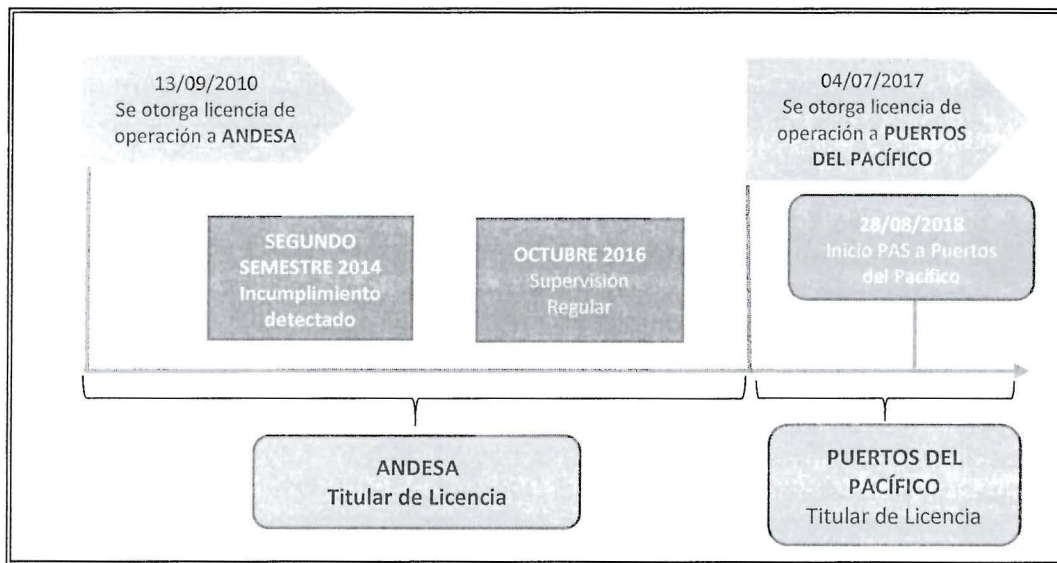 13/09/2010
Se otorga licencia de
operación a ANDESA
04/07/2017
Se otorga licencia de
operación a PUERTOS
DEL PACÍFICO
SEGUNDO
SEMESTRE 2014
Incumplimiento
detectado
OCTUBRE 2016
Supervisión
Regular
28/08/2018
Inicio PAS a Puertos
del Pacífico
ANDESA
Titular de Licencia
PUERTOS DEL
PACÍFICO
Titular de Licencia